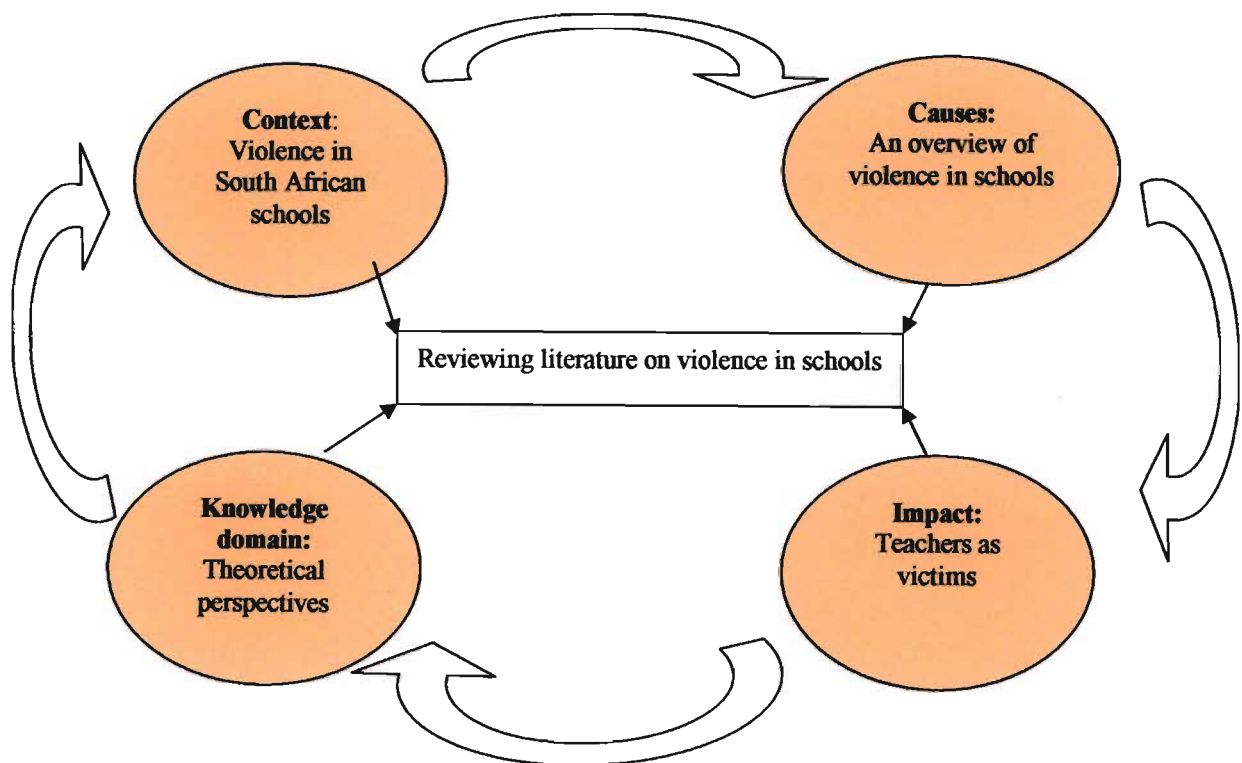 Context:
Violence in
South African
schools
Causes:
An overview of
violence in schools
Reviewing literature on violence in schools
Knowledge
domain:
Theoretical
perspectives
Impact:
Teachers as
victims